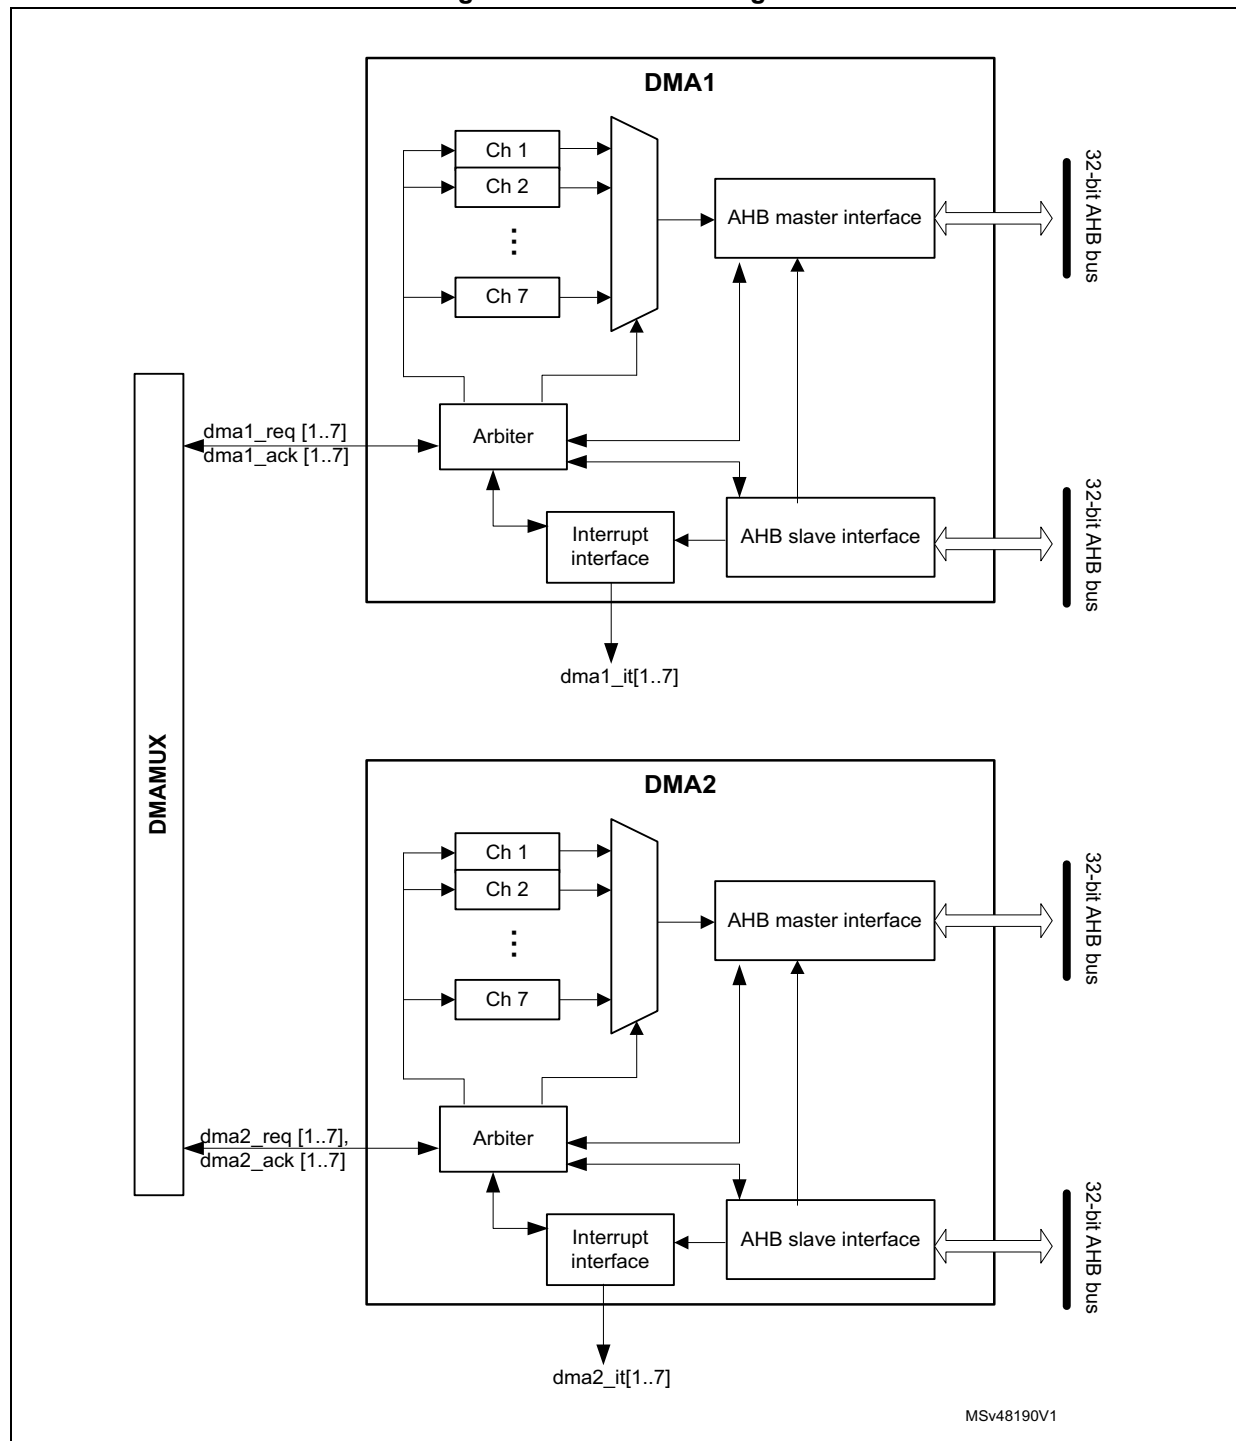 DMA1
Ch 1
Ch 2
...
Ch 7
AHB master interface
32-bit AHB bus
dma1_req [1..7]
dma1_ack [1..7]
Arbiter
Interrupt
interface
AHB slave interface
32-bit AHB bus
dma1_it[1..7]
DMAMUX
DMA2
Ch 1
Ch 2
...
Ch 7
AHB master interface
32-bit AHB bus
dma2_req [1..7],
dma2_ack [1..7]
Arbiter
Interrupt
interface
AHB slave interface
32-bit AHB bus
dma2_it[1..7]
MSv48190V1